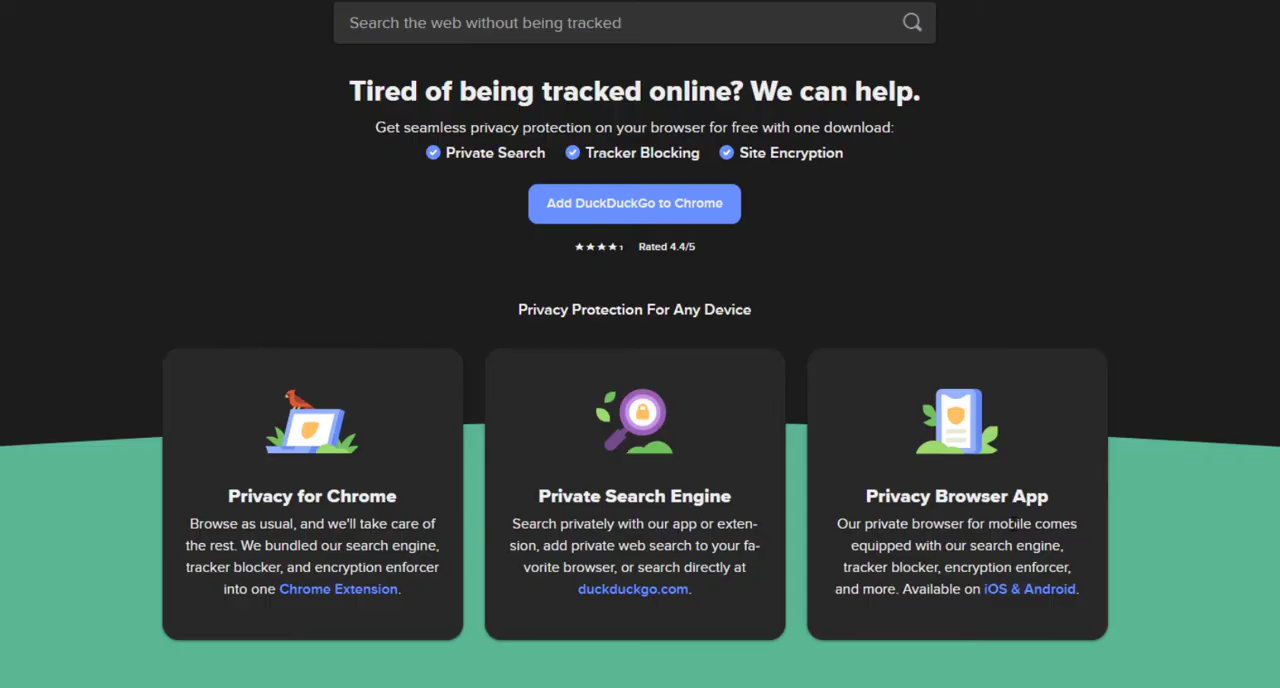 Search the web without being tracked
Tired of being tracked online? We can help.
Get seamless privacy protection on your browser for free with one download:
Private Search Tracker Blocking Site Encryption
Add DuckDuckGo to Chrome
Rated 4.4/5
Privacy Protection For Any Device
Privacy for Chrome
Browse as usual, and we'll take care of
the rest. We bundled our search engine,
tracker blocker, and encryption enforcer
into one Chrome Extension.
Private Search Engine
Search privately with our app or exten-
sion, add private web search to your fa-
vorite browser, or search directly at
duckduckgo.com.
Privacy Browser App
Our private browser for mobile comes
equipped with our search engine,
tracker blocker, encryption enforcer,
and more. Available on iOS & Android.